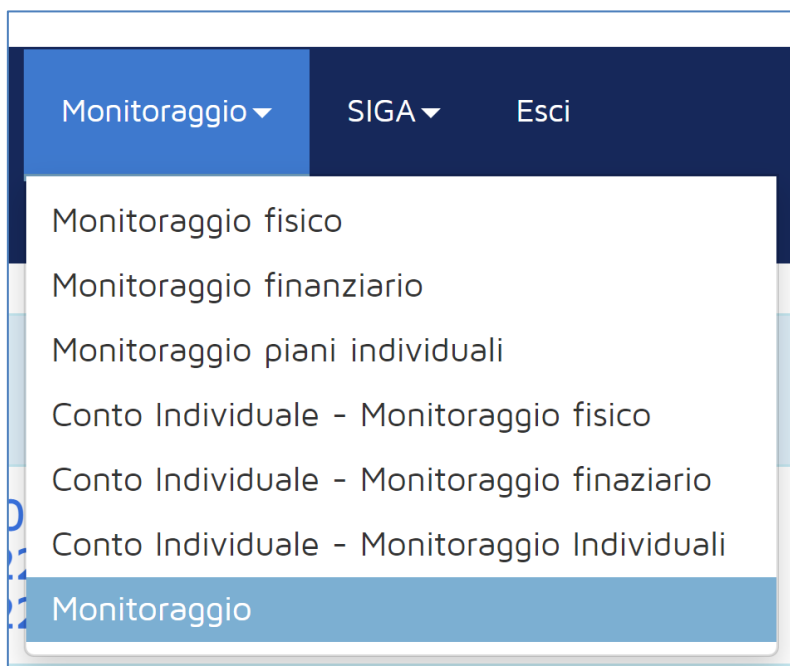 Monitoraggio SIGA Esci
Monitoraggio fisico
Monitoraggio finanziario
Monitoraggio piani individuali
Conto Individuale - Monitoraggio fisico
Conto Individuale - Monitoraggio finaziario
Conto Individuale - Monitoraggio Individuali
Monitoraggio